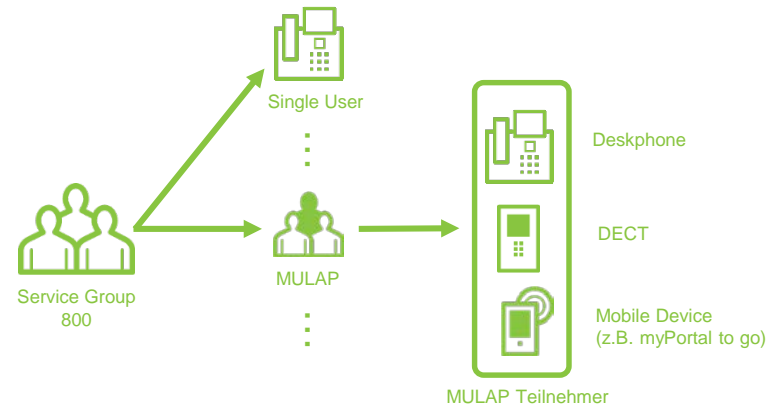 Single User
Deskphone
DECT
MULAP
Service Group
800
Mobile Device
(z.B. myPortal to go)
MULAP Teilnehmer